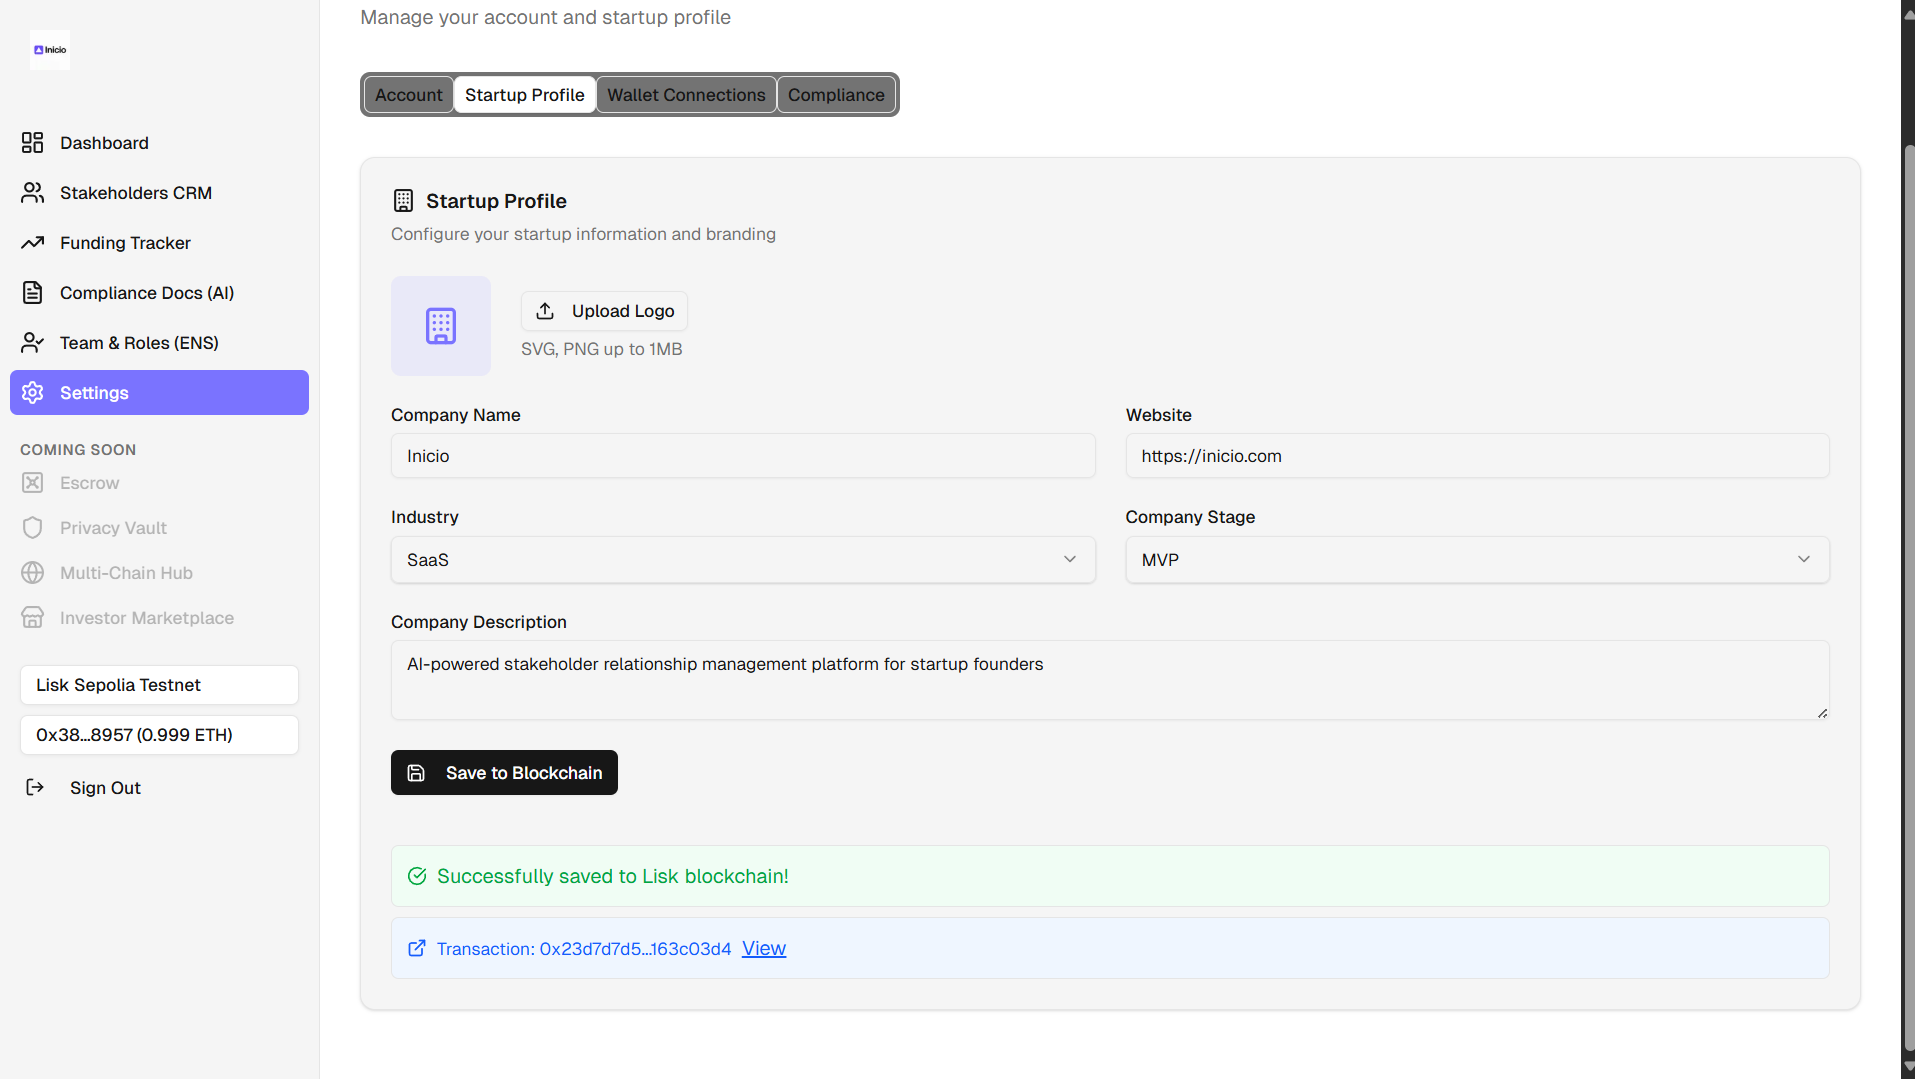 Inicio
Dashboard
Stakeholders CRM
Funding Tracker
Compliance Docs (AI)
Team & Roles (ENS)
Settings
COMING SOON
Escrow
Privacy Vault
Multi-Chain Hub
Investor Marketplace
Lisk Sepolia Testnet
0x38...8957 (0.999 ETH)
Sign Out
Manage your account and startup profile
Account Startup Profile Wallet Connections Compliance
Startup Profile
Configure your startup information and branding
Upload Logo
SVG, PNG up to 1MB
Company Name
Inicio
Website
https://inicio.com
Industry
SaaS
Company Stage
MVP
Company Description
AI-powered stakeholder relationship management platform for startup founders
Save to Blockchain
Successfully saved to Lisk blockchain!
Transaction: 0x23d7d7d5...163c03d4 View